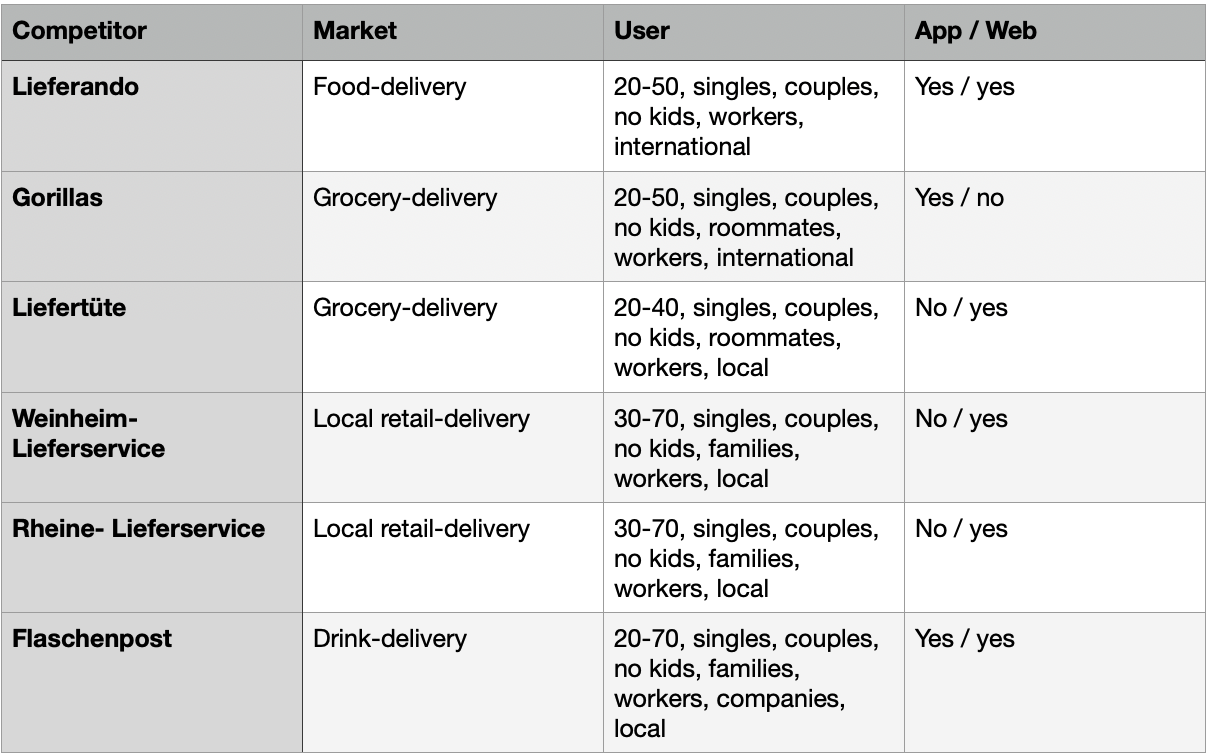 Competitor Market User App / Web
Lieferando Food-delivery 20-50, singles, couples, Yes / yes
no kids, workers,
international
Gorillas Grocery-delivery 20-50, singles, couples, Yes / no
no kids, roommates,
workers, international
Liefertüte Grocery-delivery 20-40, singles, couples, No / yes
no kids, roommates,
workers, local
Weinheim- Local retail-delivery 30-70, singles, couples, No / yes
Lieferservice no kids, families,
workers, local
Rheine- Lieferservice Local retail-delivery 30-70, singles, couples, No / yes
no kids, families,
workers, local
Flaschenpost Drink-delivery 20-70, singles, couples, Yes / yes
no kids, families,
workers, companies,
local